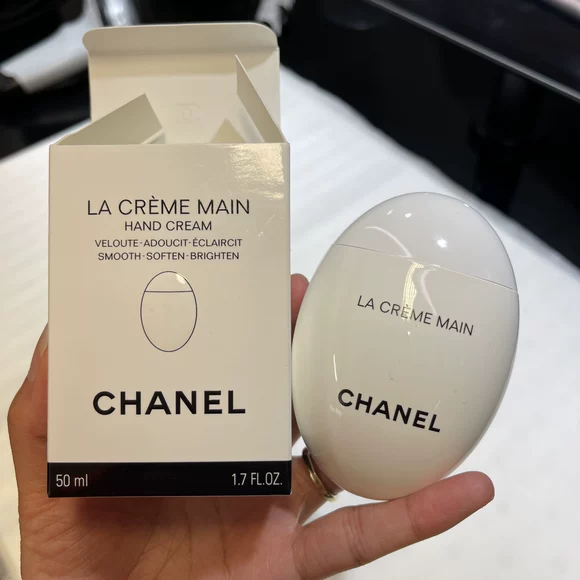 LA CRÈME MAIN
HAND CREAM
VELOUTE·ADOUCIT·ÉCLAIRCIT
SMOOTH·SOFTEN·BRIGHTEN
CHANEL
50 ml 1.7 FL.OZ.
LA CRÈME MAIN
CHANEL